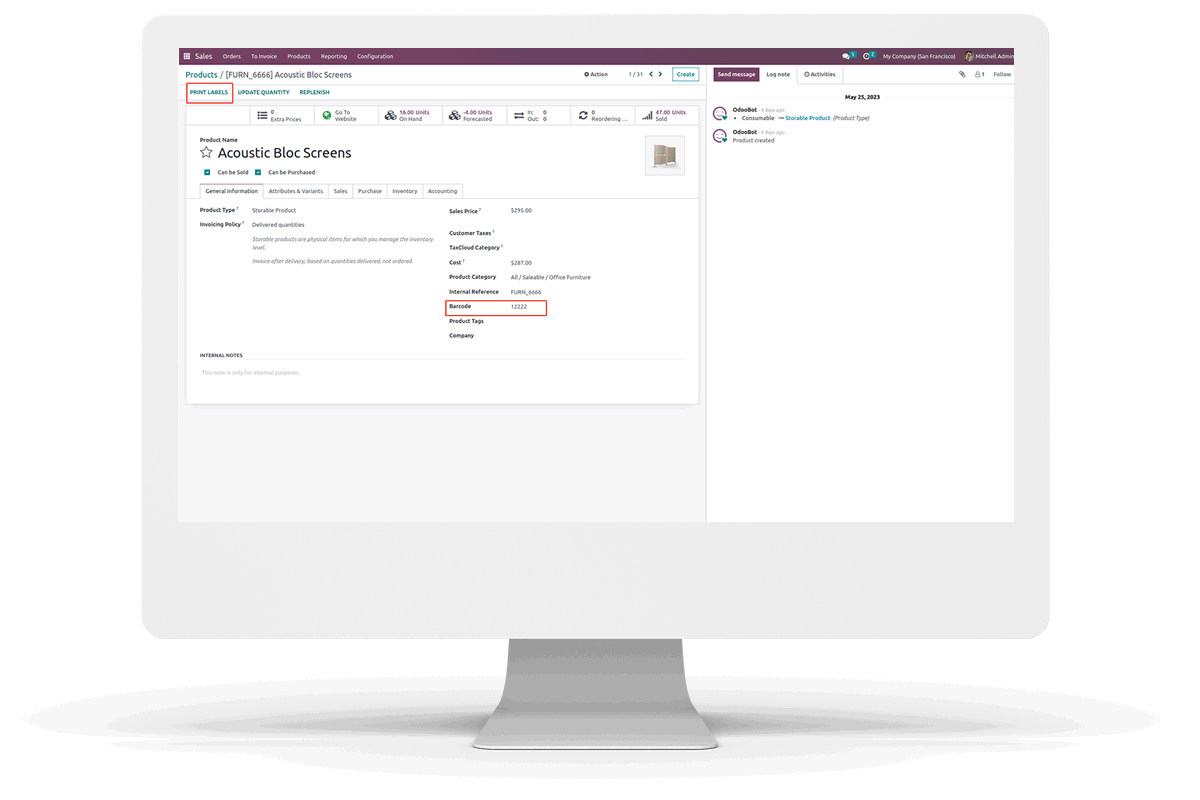 Sales Orders To Invoice Products Reporting Configuration
5 2 My Company (San Francisco) Mitchell Admin
Products / [FURN_6666] Acoustic Bloc Screens
Action 1 / 31 Create
PRINT LABELS UPDATE QUANTITY REPLENISH
0 Extra Prices
Go To Website
16.00 Units On Hand
-4.00 Units Forecasted
In: 0
Out: 0
0 Reordering ...
47.00 Units Sold
Product Name
Acoustic Bloc Screens
Can be Sold Can be Purchased
General Information Attributes & Variants Sales Purchase Inventory Accounting
Product Type ? Storable Product
Invoicing Policy ? Delivered quantities
Storable products are physical items for which you manage the inventory
level.
Invoice after delivery, based on quantities delivered, not ordered.
Sales Price ? $295.00
Customer Taxes ?
TaxCloud Category ?
Cost ? $287.00
Product Category All / Saleable / Office Furniture
Internal Reference FURN_6666
Barcode 12222
Product Tags
Company
INTERNAL NOTES
This note is only for internal purposes.
Send message Log note Activities 1 Follow
May 25, 2023
OdooBot - 4 days ago
• Consumable → Storable Product (Product Type)
OdooBot - 4 days ago
Product created